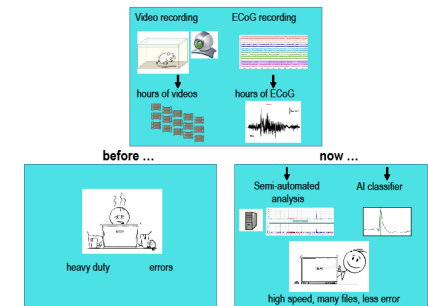 Video recording
ECoG recording
hours of videos
hours of ECoG
before ...
now ...
Semi-automated
analysis
AI classifier
heavy duty
errors
high speed, many files, less error